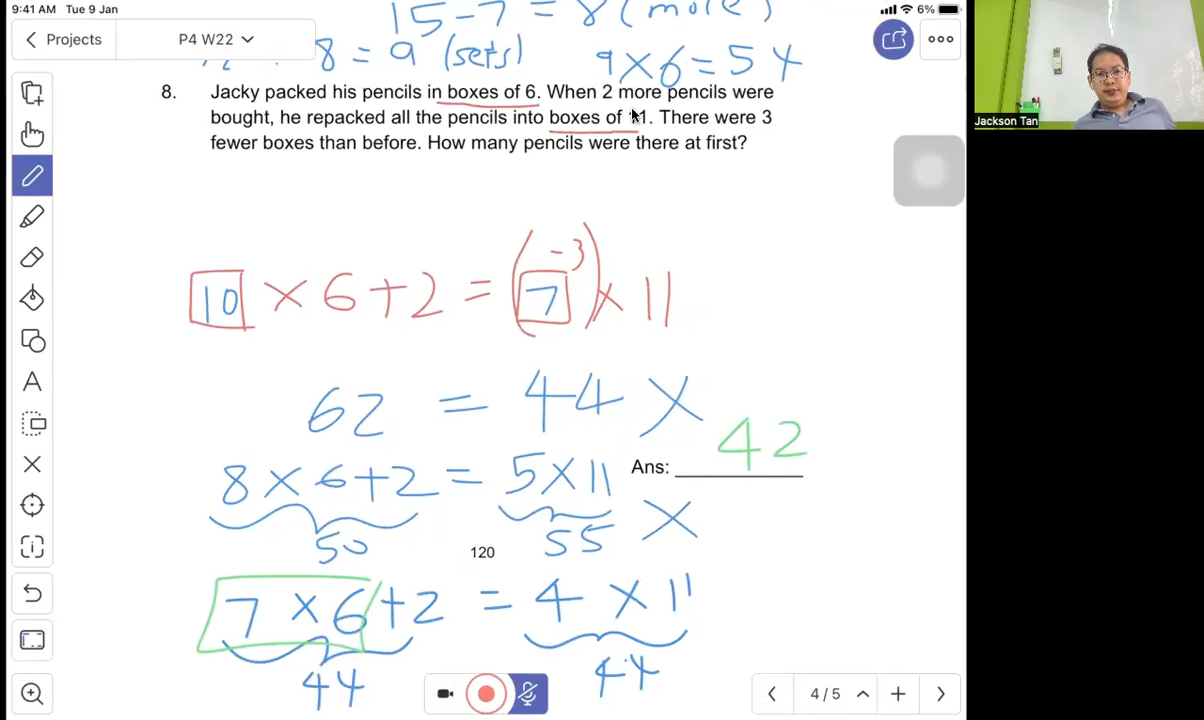 9:41 AM Tue 9 Jan
6%
Projects
P4 W22
15 - 7 = 8 (more)
8 = 9 (sets)
9 × 6 = 54
8. Jacky packed his pencils in boxes of 6. When 2 more pencils were
bought, he repacked all the pencils into boxes of 11. There were 3
fewer boxes than before. How many pencils were there at first?
Jackson Tan
-3
10 × 6 + 2 = ( 7 ) × 11
62 = 44 X
42
Ans:
8 × 6 + 2 = 5 × 11
50 55 X
120
7 × 6 + 2 = 4 × 11
44 44
4/5